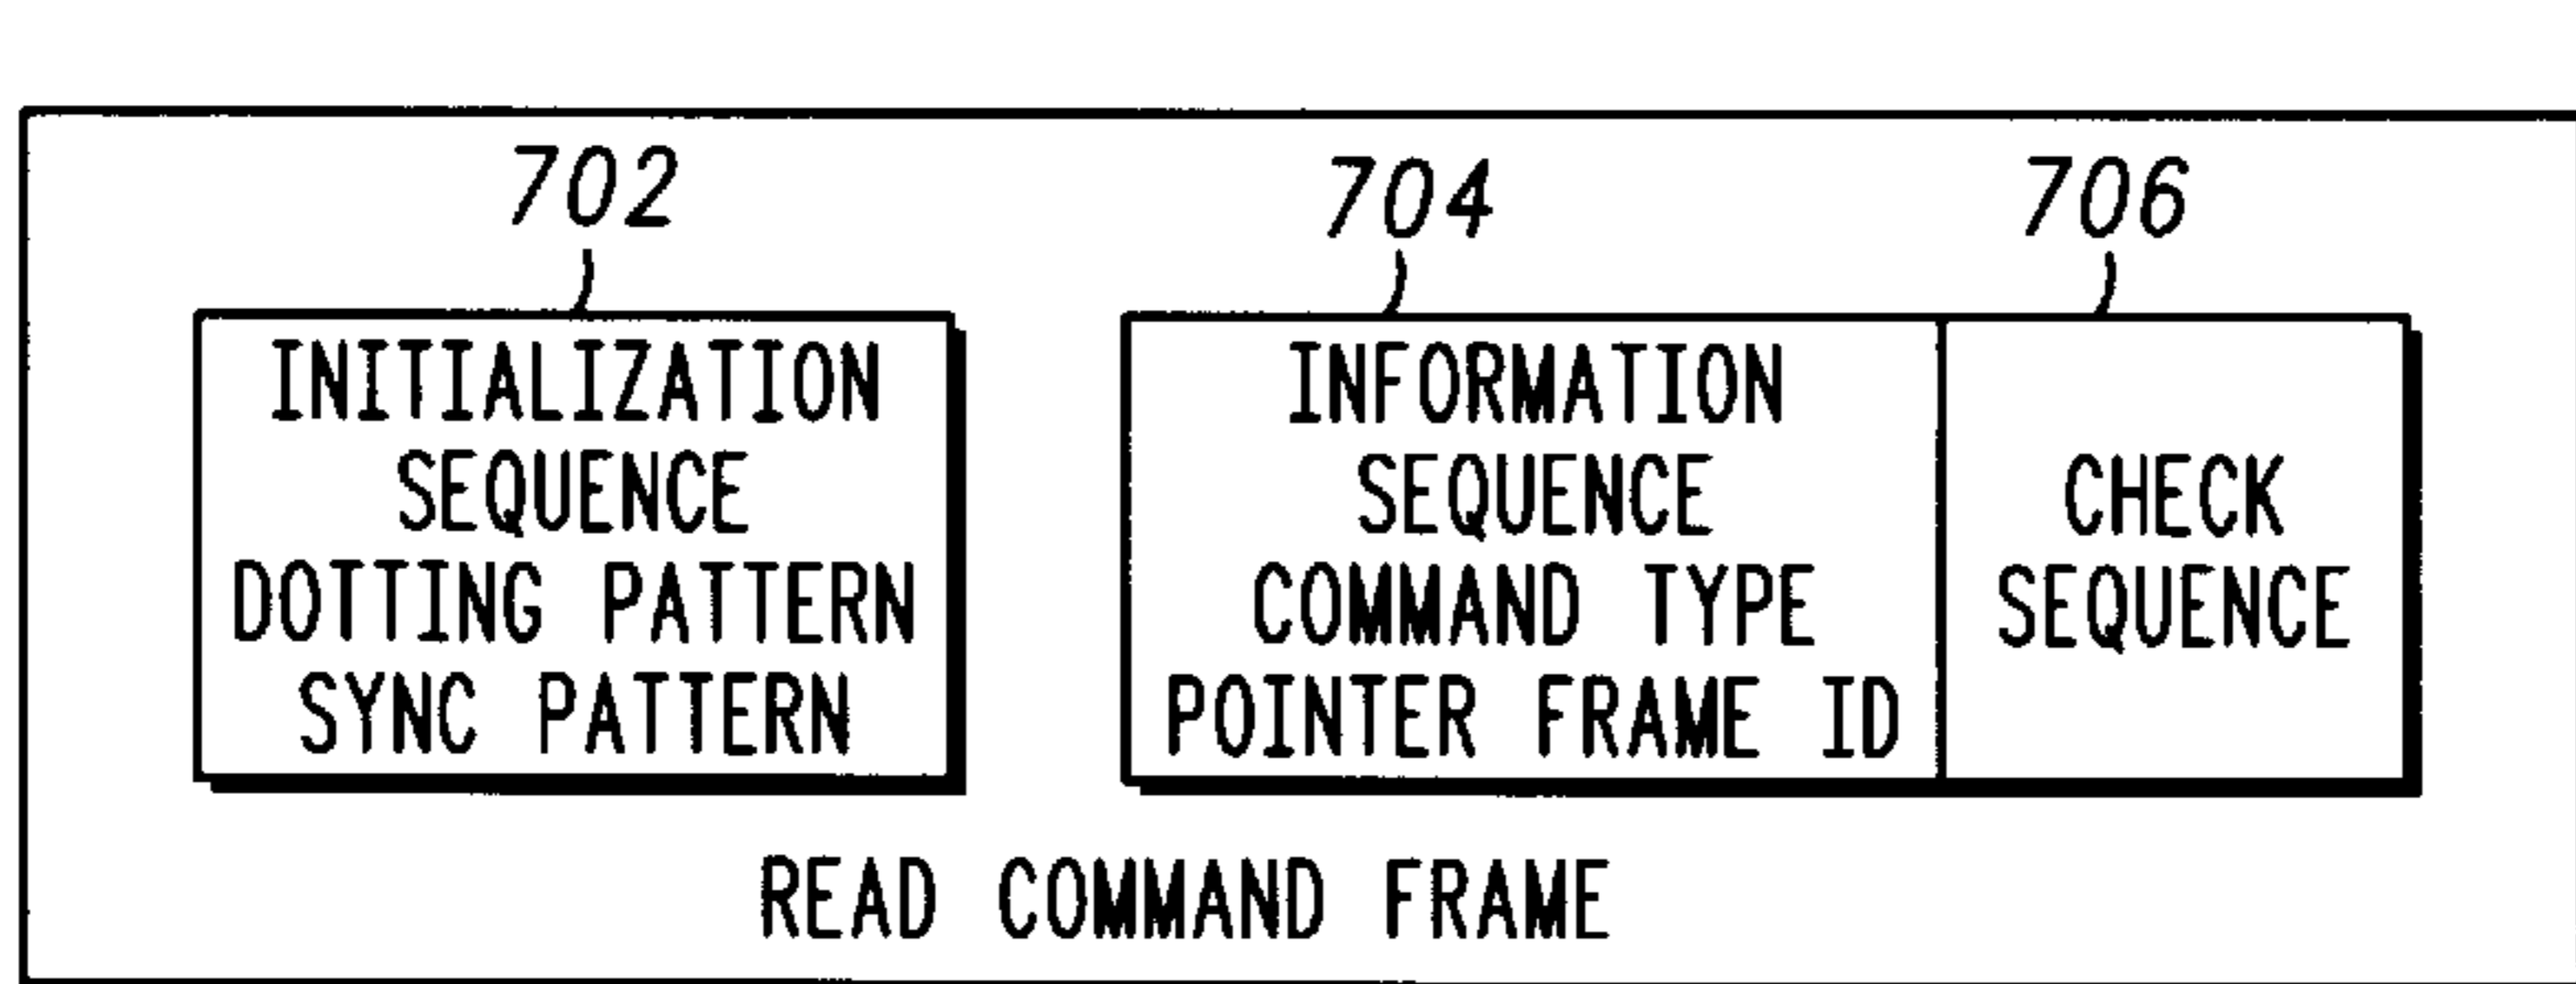 702
704
706
INITIALIZATION
SEQUENCE
DOTTING PATTERN
SYNC PATTERN
INFORMATION
SEQUENCE
COMMAND TYPE
POINTER FRAME ID
CHECK
SEQUENCE
READ COMMAND FRAME